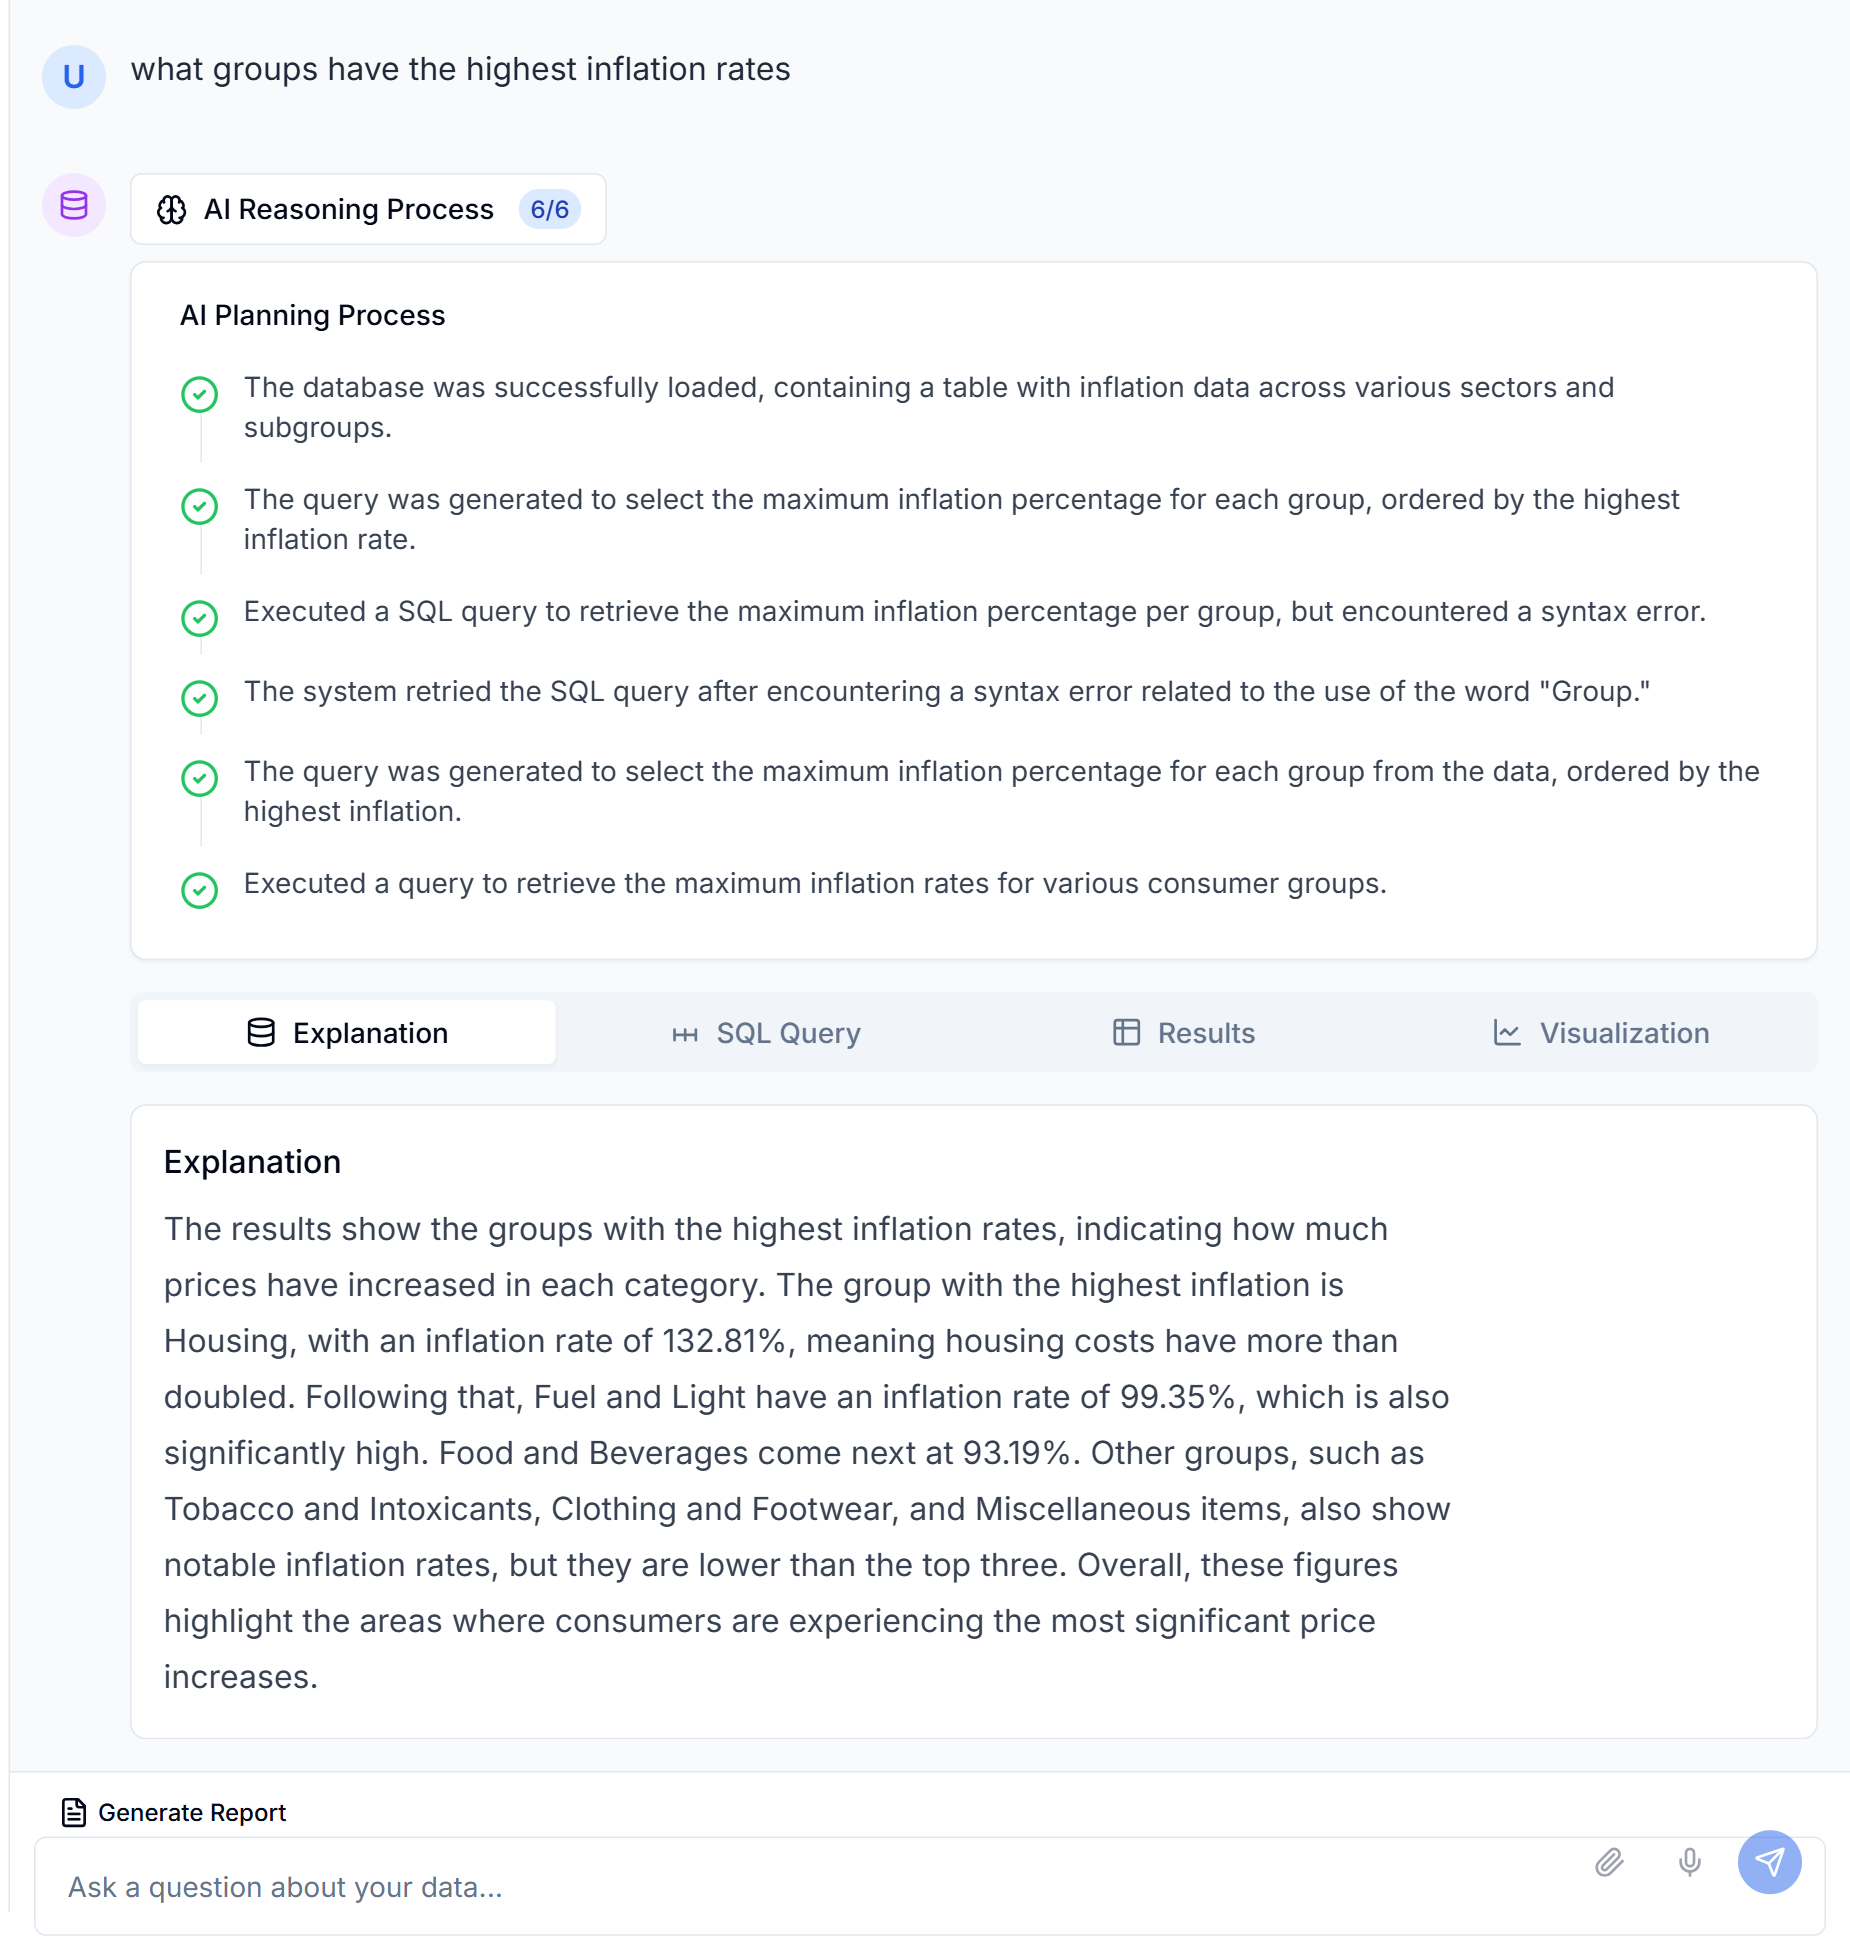 U
what groups have the highest inflation rates
AI Reasoning Process 6/6
AI Planning Process
The database was successfully loaded, containing a table with inflation data across various sectors and
subgroups.
The query was generated to select the maximum inflation percentage for each group, ordered by the highest
inflation rate.
Executed a SQL query to retrieve the maximum inflation percentage per group, but encountered a syntax error.
The system retried the SQL query after encountering a syntax error related to the use of the word "Group."
The query was generated to select the maximum inflation percentage for each group from the data, ordered by the
highest inflation.
Executed a query to retrieve the maximum inflation rates for various consumer groups.
Explanation SQL Query Results Visualization
Explanation
The results show the groups with the highest inflation rates, indicating how much
prices have increased in each category. The group with the highest inflation is
Housing, with an inflation rate of 132.81%, meaning housing costs have more than
doubled. Following that, Fuel and Light have an inflation rate of 99.35%, which is also
significantly high. Food and Beverages come next at 93.19%. Other groups, such as
Tobacco and Intoxicants, Clothing and Footwear, and Miscellaneous items, also show
notable inflation rates, but they are lower than the top three. Overall, these figures
highlight the areas where consumers are experiencing the most significant price
increases.
Generate Report
Ask a question about your data...